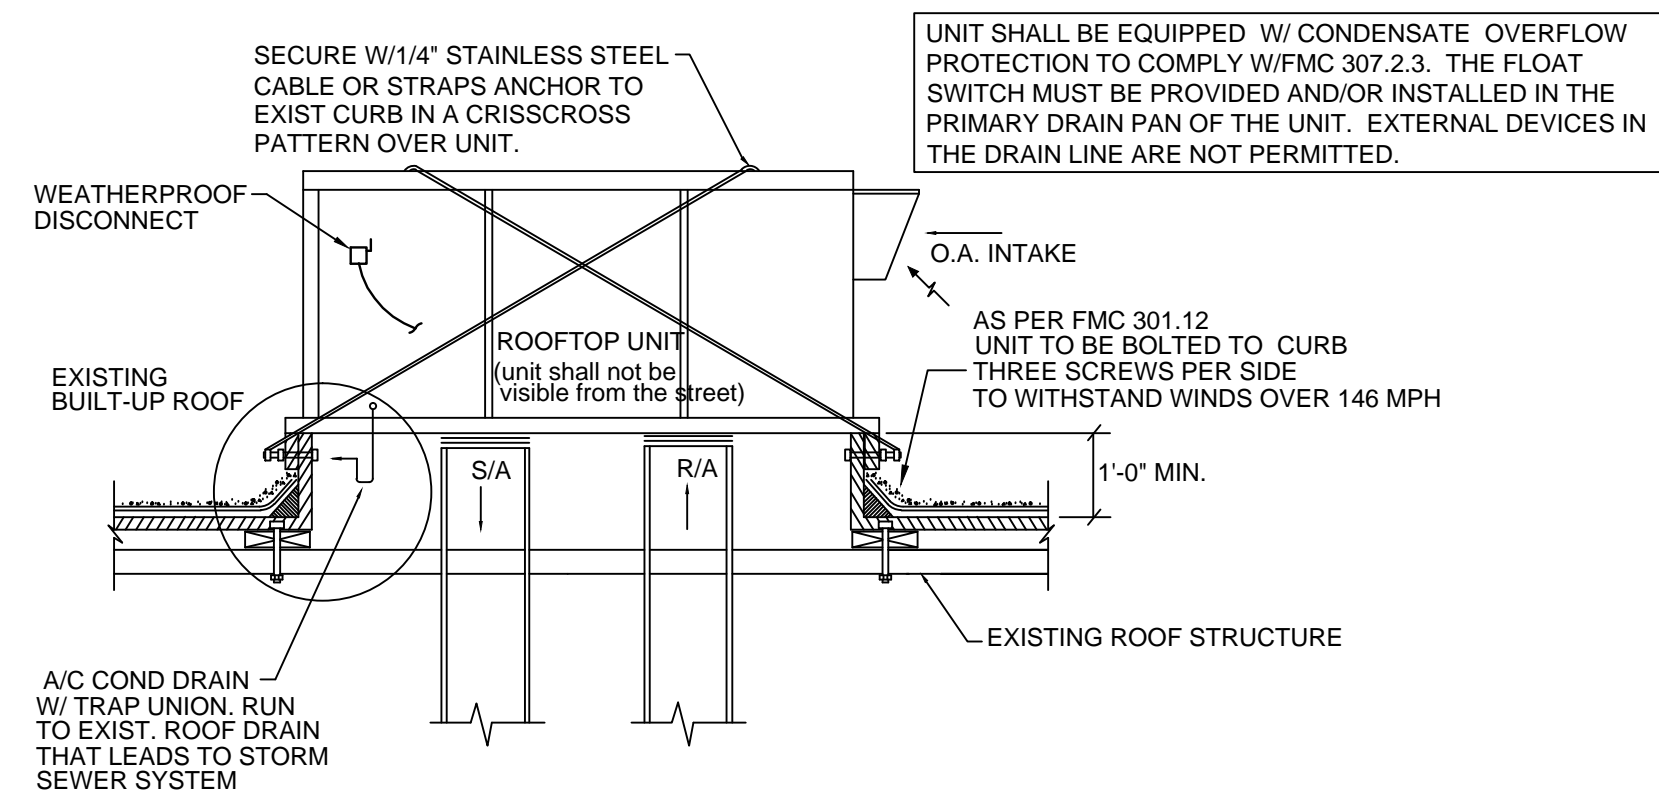 UNIT SHALL BE EQUIPPED W/ CONDENSATE OVERFLOW
PROTECTION TO COMPLY W/FMC 307.2.3. THE FLOAT
SWITCH MUST BE PROVIDED AND/OR INSTALLED IN THE
PRIMARY DRAIN PAN OF THE UNIT. EXTERNAL DEVICES IN
THE DRAIN LINE ARE NOT PERMITTED.
SECURE W/1/4" STAINLESS STEEL
CABLE OR STRAPS ANCHOR TO
EXIST CURB IN A CRISSCROSS
PATTERN OVER UNIT.
WEATHERPROOF
DISCONNECT
O.A. INTAKE
AS PER FMC 301.12
UNIT TO BE BOLTED TO CURB
THREE SCREWS PER SIDE
TO WITHSTAND WINDS OVER 146 MPH
ROOFTOP UNIT
(unit shall not be
visible from the street)
EXISTING
BUILT-UP ROOF
S/A
R/A
1'-0" MIN.
EXISTING ROOF STRUCTURE
A/C COND DRAIN
W/ TRAP UNION. RUN
TO EXIST. ROOF DRAIN
THAT LEADS TO STORM
SEWER SYSTEM